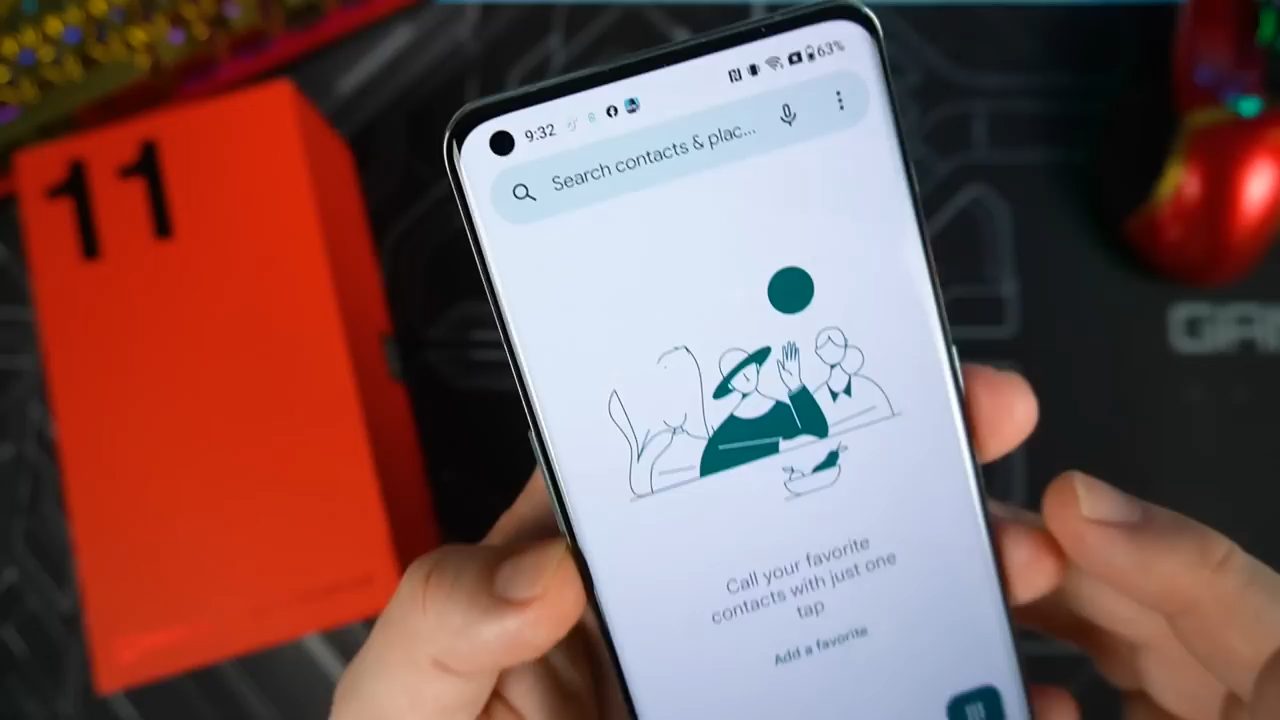 11
9:32
63%
Search contacts & plac...
Call your favorite
contacts with just one
tap
Add a favorite